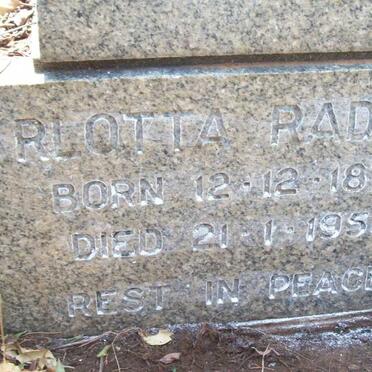 RLOTTA RAD
BORN 12-12-18
DIED 21-1-195
REST IN PEACE